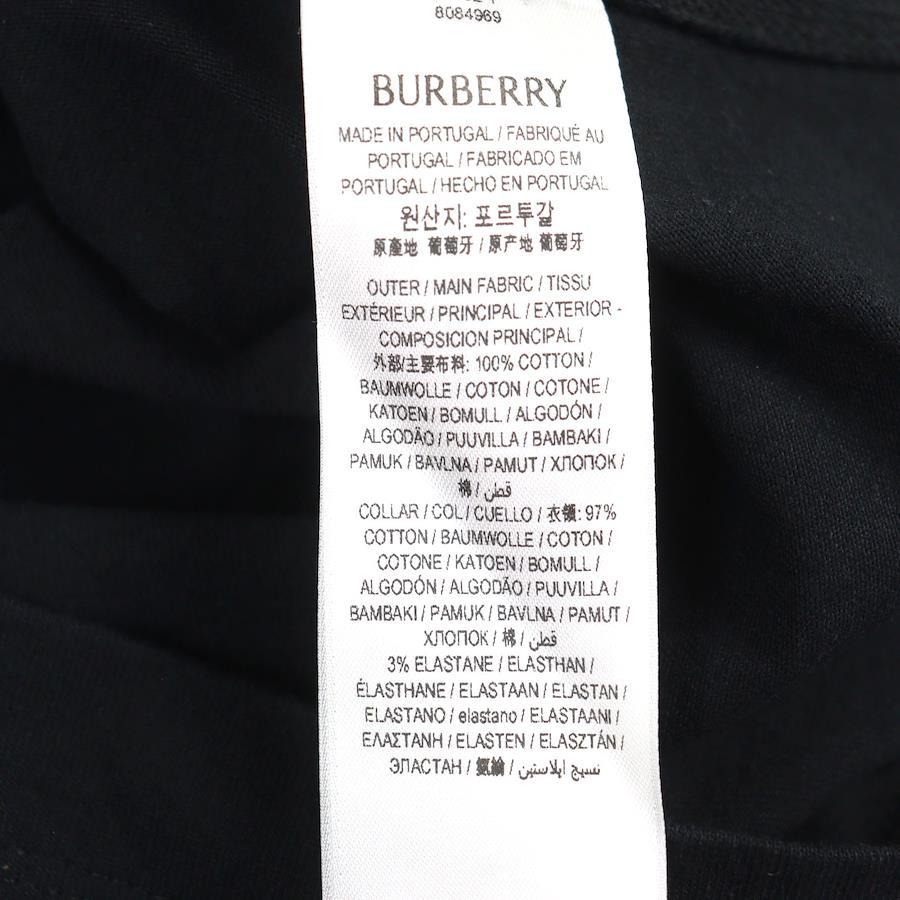 8084969
BURBERRY
MADE IN PORTUGAL / FABRIQUÉ AU
PORTUGAL / FABRICADO EM
PORTUGAL / HECHO EN PORTUGAL
원산지: 포르투갈
原產地 葡萄牙 / 原产地 葡萄牙
OUTER / MAIN FABRIC / TISSU
EXTÉRIEUR / PRINCIPAL / EXTERIOR -
COMPOSICION PRINCIPAL /
外部/主要布料: 100% COTTON /
BAUMWOLLE / COTON / COTONE /
KATOEN / BOMULL / ALGODÓN /
ALGODÃO / PUUVILLA / BAMBAKI /
PAMUK / BAVLNA / PAMUT / ХЛОПОК /
棉 / قطن
COLLAR / COL / CUELLO / 衣領: 97%
COTTON / BAUMWOLLE / COTON /
COTONE / KATOEN / BOMULL /
ALGODÓN / ALGODÃO / PUUVILLA /
BAMBAKI / PAMUK / BAVLNA / PAMUT /
ХЛОПОК / 棉 / قطن
3% ELASTANE / ELASTHAN /
ÉLASTHANE / ELASTAAN / ELASTAN /
ELASTANO / elastano / ELASTAANI /
ΕΛΑΣΤΑΝΗ / ELASTEN / ELASZTÁN /
ЭЛАСТАН / 氨綸 / نسيج ايلاستين